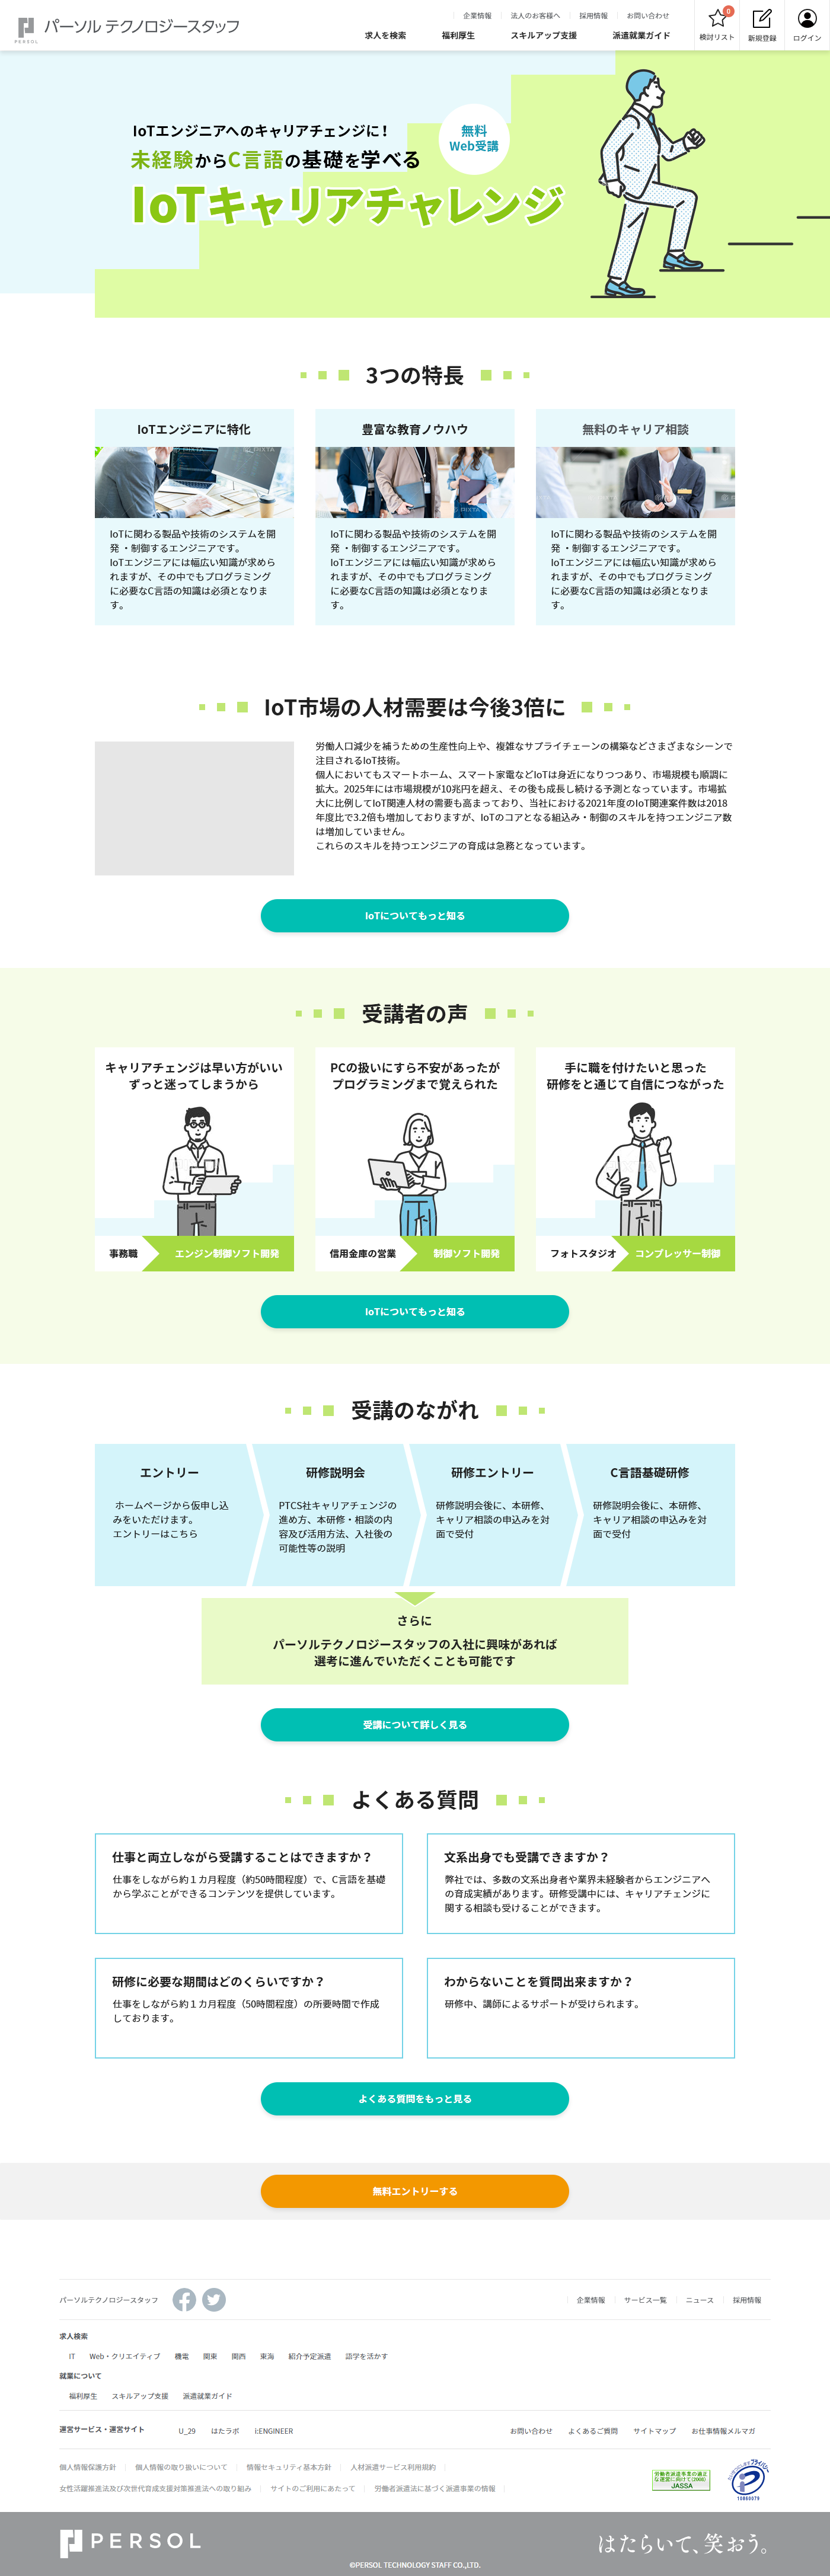 パーソル テクノロジースタッフ
PERSOL
企業情報
法人のお客様へ
採用情報
お問い合わせ
求人を検索
福利厚生
スキルアップ支援
派遣就業ガイド
0
検討リスト
新規登録
ログイン
IoTエンジニアへのキャリアチェンジに！
未経験からC言語の基礎を学べる
無料
Web受講
IoTキャリアチャレンジ
3つの特長
IoTエンジニアに特化
豊富な教育ノウハウ
無料のキャリア相談
IoTに関わる製品や技術のシステムを開
発 ・制御するエンジニアです。
IoTエンジニアには幅広い知識が求めら
れますが、その中でもプログラミング
に必要なC言語の知識は必須となりま
す。
IoTに関わる製品や技術のシステムを開
発 ・制御するエンジニアです。
IoTエンジニアには幅広い知識が求めら
れますが、その中でもプログラミング
に必要なC言語の知識は必須となりま
す。
IoTに関わる製品や技術のシステムを開
発 ・制御するエンジニアです。
IoTエンジニアには幅広い知識が求めら
れますが、その中でもプログラミング
に必要なC言語の知識は必須となりま
す。
IoT市場の人材需要は今後3倍に
労働人口減少を補うための生産性向上や、複雑なサプライチェーンの構築などさまざまなシーンで
注目されるIoT技術。
個人においてもスマートホーム、スマート家電などIoTは身近になりつつあり、市場規模も順調に
拡大。2025年には市場規模が10兆円を超え、その後も成長し続ける予測となっています。市場拡
大に比例してIoT関連人材の需要も高まっており、当社における2021年度のIoT関連案件数は2018
年度比で3.2倍も増加しておりますが、IoTのコアとなる組込み・制御のスキルを持つエンジニア数
は増加していません。
これらのスキルを持つエンジニアの育成は急務となっています。
IoTについてもっと知る
受講者の声
キャリアチェンジは早い方がいい
ずっと迷ってしまうから
PCの扱いにすら不安があったが
プログラミングまで覚えられた
手に職を付けたいと思った
研修をと通じて自信につながった
事務職
エンジン制御ソフト開発
信用金庫の営業
制御ソフト開発
フォトスタジオ
コンプレッサー制御
IoTについてもっと知る
受講のながれ
エントリー
ホームページから仮申し込
みをいただけます。
エントリーはこちら
研修説明会
PTCS社キャリアチェンジの
進め方、本研修・相談の内
容及び活用方法、入社後の
可能性等の説明
研修エントリー
研修説明会後に、本研修、
キャリア相談の申込みを対
面で受付
C言語基礎研修
研修説明会後に、本研修、
キャリア相談の申込みを対
面で受付
さらに
パーソルテクノロジースタッフの入社に興味があれば
選考に進んでいただくことも可能です
受講について詳しく見る
よくある質問
仕事と両立しながら受講することはできますか？
仕事をしながら約１カ月程度（約50時間程度）で、C言語を基礎
から学ぶことができるコンテンツを提供しています。
文系出身でも受講できますか？
弊社では、多数の文系出身者や業界未経験者からエンジニアへ
の育成実績があります。研修受講中には、キャリアチェンジに
関する相談も受けることができます。
研修に必要な期間はどのくらいですか？
仕事をしながら約１カ月程度（50時間程度）の所要時間で作成
しております。
わからないことを質問出来ますか？
研修中、講師によるサポートが受けられます。
よくある質問をもっと見る
無料エントリーする
パーソルテクノロジースタッフ
企業情報
サービス一覧
ニュース
採用情報
求人検索
IT
Web・クリエイティブ
機電
関東
関西
東海
紹介予定派遣
語学を活かす
就業について
福利厚生
スキルアップ支援
派遣就業ガイド
運営サービス・運営サイト
U_29
はたラボ
i:ENGINEER
お問い合わせ
よくあるご質問
サイトマップ
お仕事情報メルマガ
個人情報保護方針
個人情報の取り扱いについて
情報セキュリティ基本方針
人材派遣サービス利用規約
女性活躍推進法及び次世代育成支援対策推進法への取り組み
サイトのご利用にあたって
労働者派遣法に基づく派遣事業の情報
JASSA
PERSOL
はたらいて、笑おう。
©PERSOL TECHNOLOGY STAFF CO.,LTD.